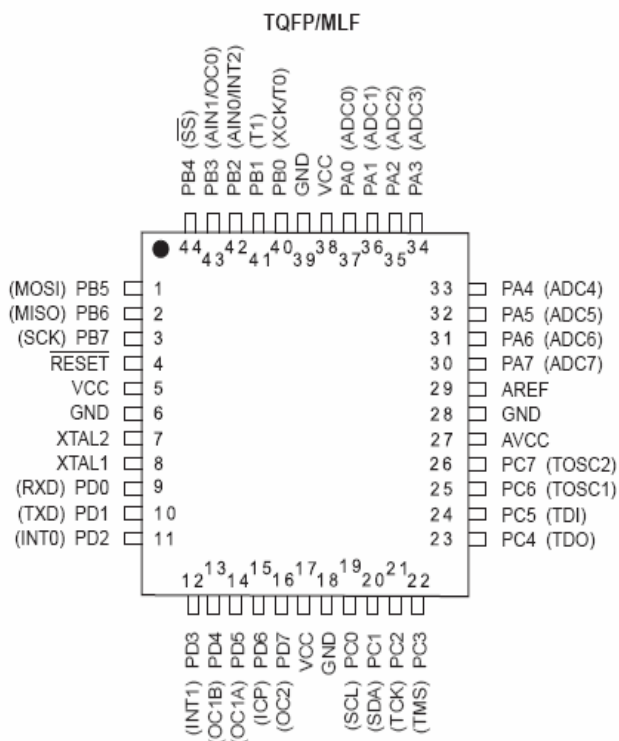 TQFP/MLF
PB4 (SS)
PB3 (AIN1/OC0)
PB2 (AIN0/INT2)
PB1 (T1)
PB0 (XCK/T0)
GND
VCC
PA0 (ADC0)
PA1 (ADC1)
PA2 (ADC2)
PA3 (ADC3)
44 43 42 41 40 39 38 37 36 35 34
(MOSI) PB5 1
(MISO) PB6 2
(SCK) PB7 3
RESET 4
VCC 5
GND 6
XTAL2 7
XTAL1 8
(RXD) PD0 9
(TXD) PD1 10
(INT0) PD2 11
33 PA4 (ADC4)
32 PA5 (ADC5)
31 PA6 (ADC6)
30 PA7 (ADC7)
29 AREF
28 GND
27 AVCC
26 PC7 (TOSC2)
25 PC6 (TOSC1)
24 PC5 (TDI)
23 PC4 (TDO)
12 13 14 15 16 17 18 19 20 21 22
(INT1) PD3
(OC1B) PD4
(OC1A) PD5
(ICP) PD6
(OC2) PD7
VCC
GND
(SCL) PC0
(SDA) PC1
(TCK) PC2
(TMS) PC3